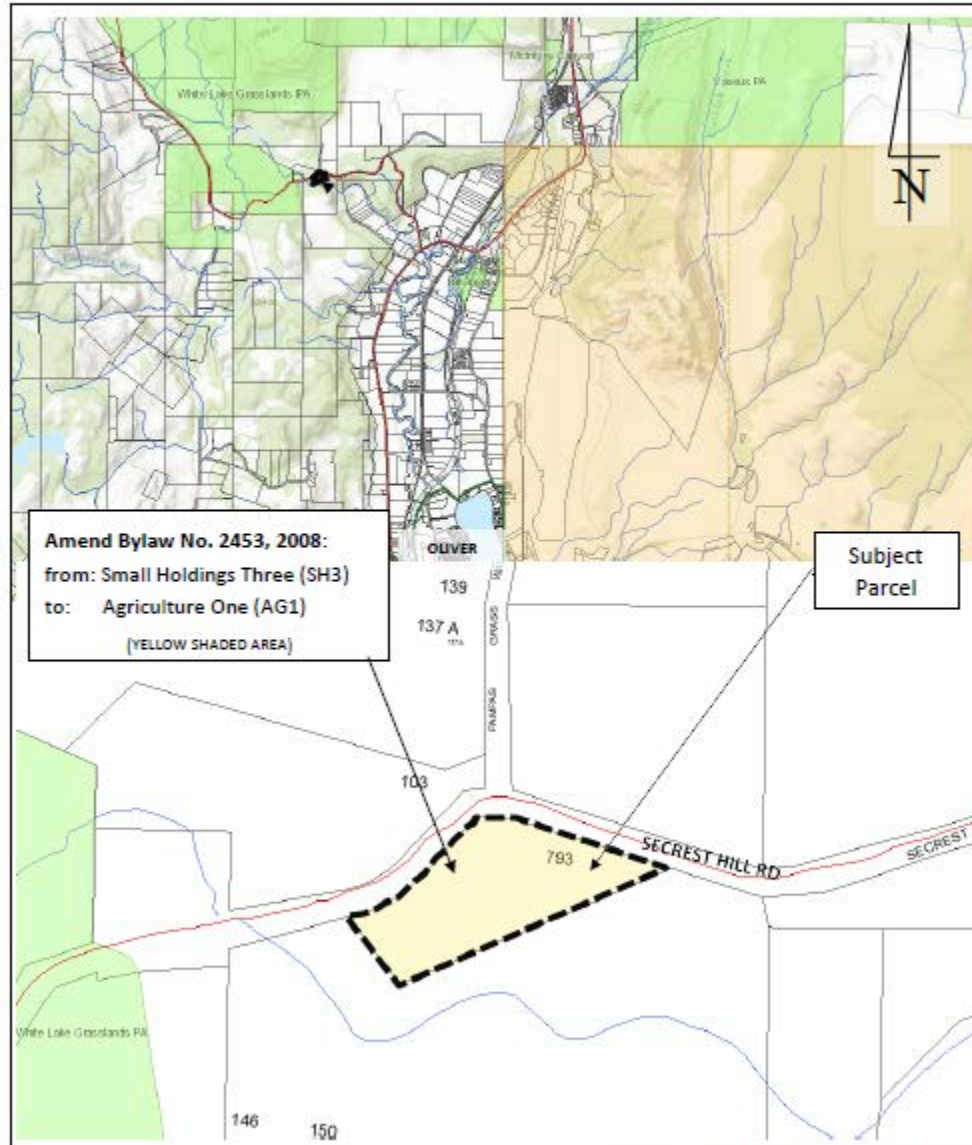 McIntyre Canyon
White Lake Grasslands PA
Vaseux PA
N
Amend Bylaw No. 2453, 2008:
from: Small Holdings Three (SH3)
to: Agriculture One (AG1)
(YELLOW SHADED AREA)
OLIVER
Subject
Parcel
139
137 A
PAMPAS GRASS
103
793
SECREST HILL RD
SECREST
White Lake Grasslands PA
146
150